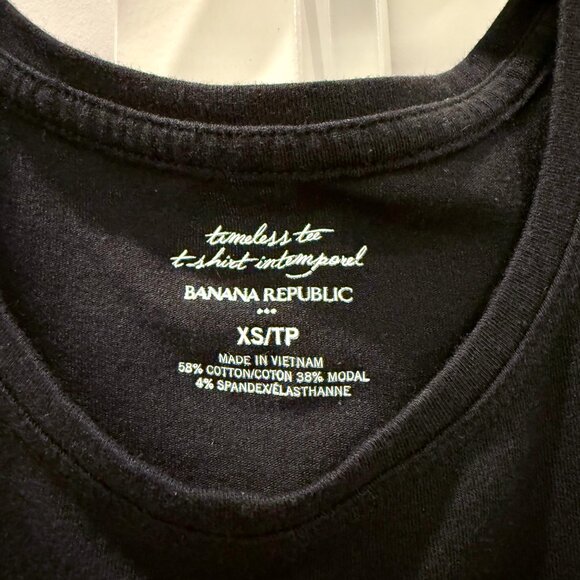 timeless tee
t-shirt intemporel
BANANA REPUBLIC
XS/TP
MADE IN VIETNAM
58% COTTON/COTON 38% MODAL
4% SPANDEX/ÉLASTHANNE